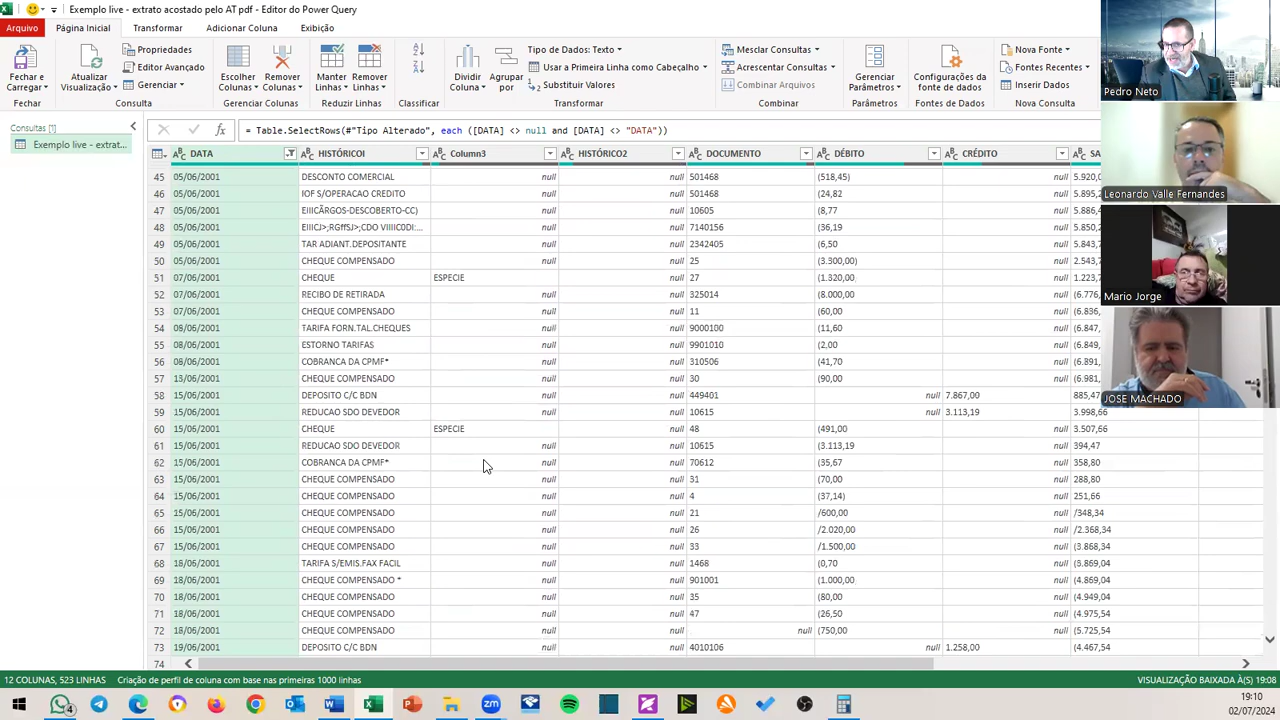 Exemplo live - extrato acostado pelo AT pdf - Editor do Power Query
Arquivo Página Inicial Transformar Adicionar Coluna Exibição
Fechar e Carregar
Fechar
Atualizar Visualização
Propriedades
Editor Avançado
Gerenciar
Consulta
Escolher Colunas
Remover Colunas
Gerenciar Colunas
Manter Linhas
Remover Linhas
Reduzir Linhas
Classificar
Dividir Coluna
Agrupar por
Tipo de Dados: Texto
Usar a Primeira Linha como Cabeçalho
Substituir Valores
Transformar
Mesclar Consultas
Acrescentar Consultas
Combinar Arquivos
Combinar
Gerenciar Parâmetros
Parâmetros
Configurações da fonte de dados
Fontes de Dados
Nova Fonte
Fontes Recentes
Inserir Dados
Nova Consulta
Consultas [1]
Exemplo live - extrat...
= Table.SelectRows(#"Tipo Alterado", each ([DATA] <> null and [DATA] <> "DATA"))
DATA HISTÓRICOI Column3 HISTÓRICO2 DOCUMENTO DÉBITO CRÉDITO SA
45 05/06/2001 DESCONTO COMERCIAL null null 501468 (518,45) null 5.920,0
46 05/06/2001 IOF S/OPERACAO CREDITO null null 501468 (24,82 null 5.895,2
47 05/06/2001 EIIICÃRGOS-DESCOBERTO-CC) null null 10605 (8,77 null 5.886,4
48 05/06/2001 EIIICJ>;RGffSJ>;CDO VIIIIC0DI:... null null 7140156 (36,19 null 5.850,2
49 05/06/2001 TAR ADIANT.DEPOSITANTE null null 2342405 (6,50 null 5.843,7
50 05/06/2001 CHEQUE COMPENSADO null null 25 (3.300,00) null 2.543,7
51 07/06/2001 CHEQUE ESPECIE null 27 (1.320,00 null 1.223,7
52 07/06/2001 RECIBO DE RETIRADA null null 325014 (8.000,00 null (6.776,
53 07/06/2001 CHEQUE COMPENSADO null null 11 (60,00 null (6.836,
54 08/06/2001 TARIFA FORN.TAL.CHEQUES null null 9000100 (11,60 null (6.847,
55 08/06/2001 ESTORNO TARIFAS null null 9901010 (2,00 null (6.849,
56 08/06/2001 COBRANCA DA CPMF* null null 310506 (41,70 null (6.891,
57 13/06/2001 CHEQUE COMPENSADO null null 30 (90,00 null (6.981,
58 15/06/2001 DEPOSITO C/C BDN null null 449401 null 7.867,00 885,47
59 15/06/2001 REDUCAO SDO DEVEDOR null null 10615 null 3.113,19 3.998,66
60 15/06/2001 CHEQUE ESPECIE null 48 (491,00 null 3.507,66
61 15/06/2001 REDUCAO SDO DEVEDOR null null 10615 (3.113,19 null 394,47
62 15/06/2001 COBRANCA DA CPMF* null null 70612 (35,67 null 358,80
63 15/06/2001 CHEQUE COMPENSADO null null 31 (70,00 null 288,80
64 15/06/2001 CHEQUE COMPENSADO null null 4 (37,14) null 251,66
65 15/06/2001 CHEQUE COMPENSADO null null 21 /600,00 null /348,34
66 15/06/2001 CHEQUE COMPENSADO null null 26 /2.020,00 null /2.368,34
67 15/06/2001 CHEQUE COMPENSADO null null 33 /1.500,00 null (3.868,34
68 18/06/2001 TARIFA S/EMIS.FAX FACIL null null 1468 (0,70 null (3.869,04
69 18/06/2001 CHEQUE COMPENSADO * null null 901001 (1.000,00 null (4.869,04
70 18/06/2001 CHEQUE COMPENSADO null null 35 (80,00 null (4.949,04
71 18/06/2001 CHEQUE COMPENSADO null null 47 (26,50 null (4.975,54
72 18/06/2001 CHEQUE COMPENSADO null null null (750,00 null (5.725,54
73 19/06/2001 DEPOSITO C/C BDN null null 4010106 null 1.258,00 (4.467,54
74
Pedro Neto
Leonardo Valle Fernandes
Mario Jorge
JOSE MACHADO
12 COLUNAS, 523 LINHAS Criação de perfil de coluna com base nas primeiras 1000 linhas VISUALIZAÇÃO BAIXADA À(S) 19:08
4
19:10
02/07/2024